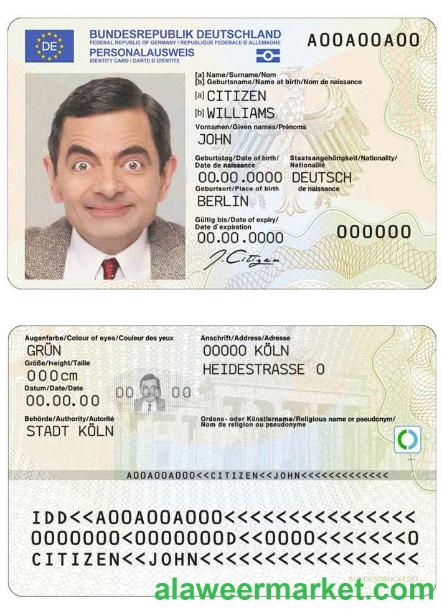 BUNDESREPUBLIK DEUTSCHLAND
FEDERAL REPUBLIC OF GERMANY / REPUBLIQUE FEDERALE D'ALLEMAGNE
PERSONALAUSWEIS
IDENTITY CARD / CARTE D'IDENTITE
DE
A00A00A00
[a] Name/Surname/Nom
[b] Geburtsname/Name at birth/Nom de naissance
[a] CITIZEN
[b] WILLIAMS
Vornamen/Given names/Prénoms
JOHN
Geburtstag/Date of birth/
Date de naissance
Staatsangehörigkeit/Nationality/
Nationalité
00.00.0000 DEUTSCH
Geburtsort/Place of birth
de naissance
BERLIN
Gültig bis/Date of expiry/
Date d'expiration
00.00.0000
000000
J. Citizen
Augenfarbe/Colour of eyes/Couleur des yeux
GRÜN
Größe/Height/Taille
000cm
Datum/Date/Date
00.00.00
00 00
Behörde/Authority/Autorité
STADT KÖLN
Anschrift/Address/Adresse
00000 KÖLN
HEIDESTRASSE 0
Ordens- oder Künstlername/Religious name or pseudonym/
Nom de religion ou pseudonyme
A00A00A000<<CITIZEN<<JOHN<<<<<<<<<<<<<
IDD<<A00A00A000<<<<<<<<<<<<<<<
0000000<0000000D<<0000<<<<<<<0
CITIZEN<<JOHN<<<<<<<<<<<<<<<<<
BUNDESDRUCKEREI
alaweermarket.com